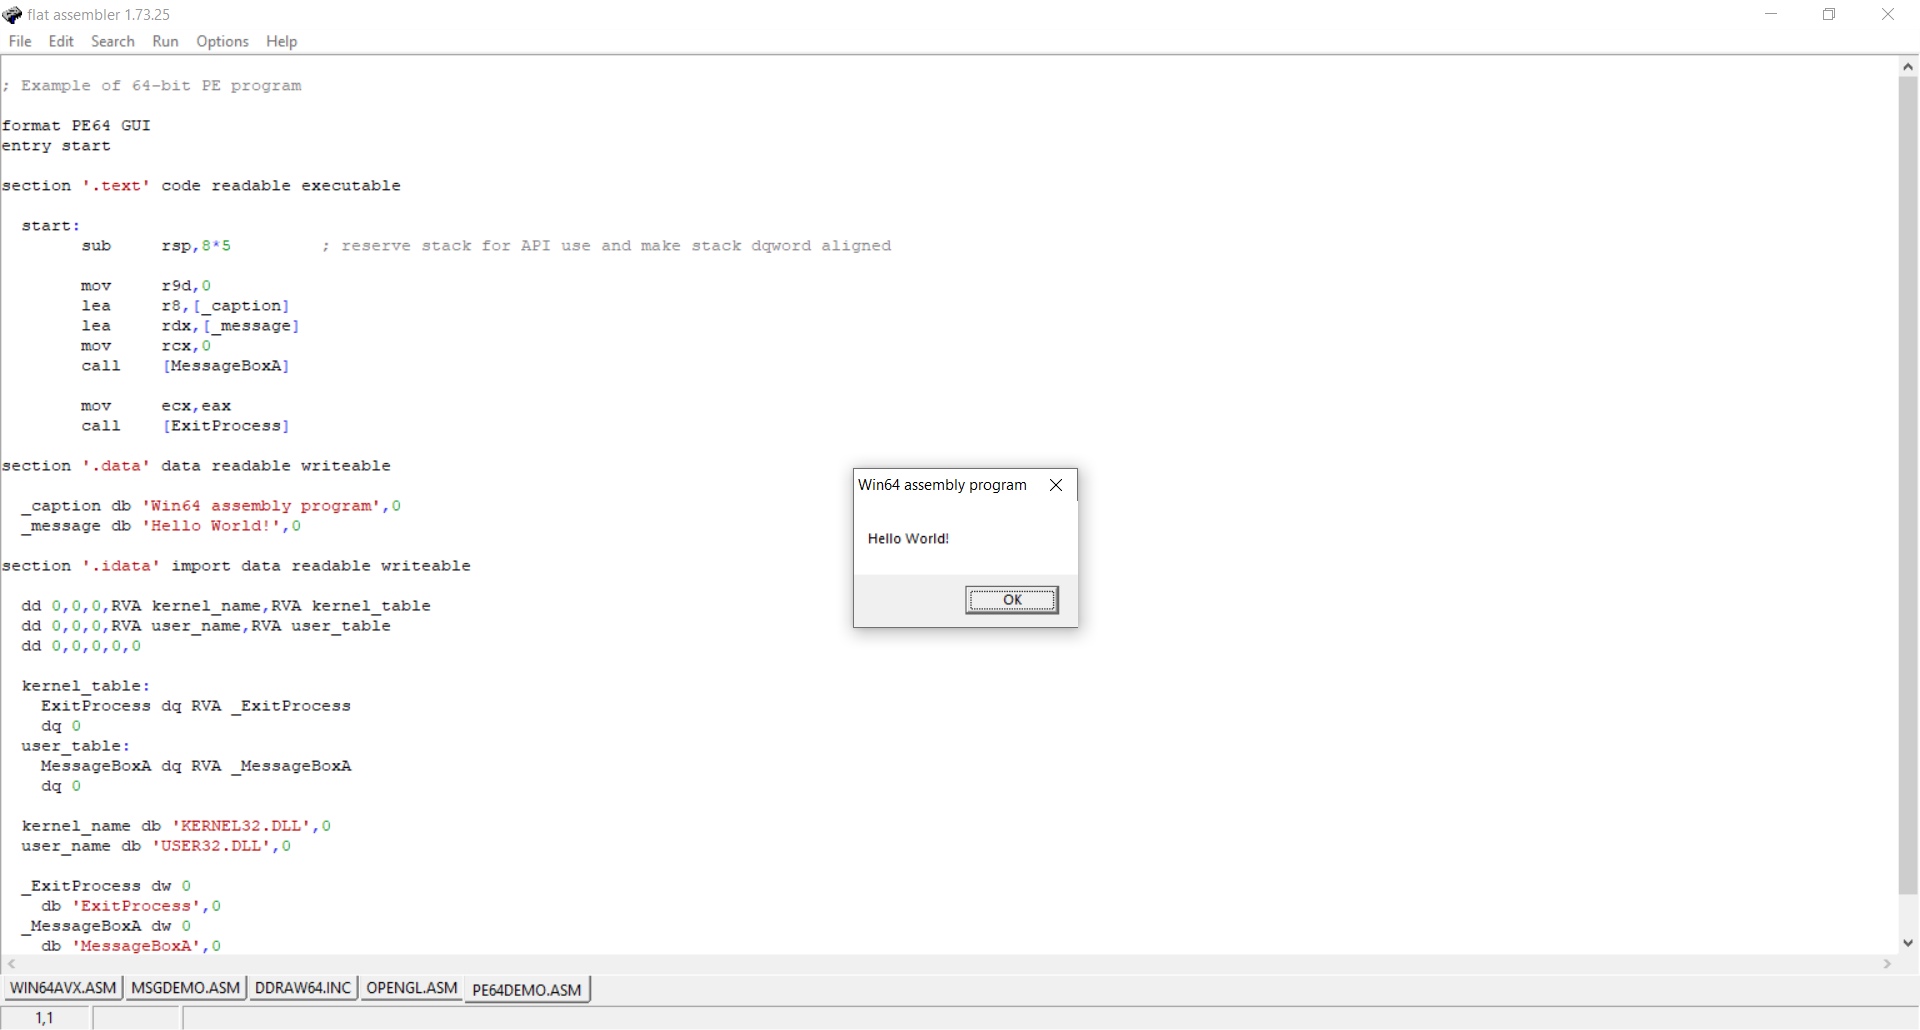 flat assembler 1.73.25
File Edit Search Run Options Help
; Example of 64-bit PE program
format PE64 GUI
entry start
section '.text' code readable executable
start:
sub rsp,8*5 ; reserve stack for API use and make stack dqword aligned
mov r9d,0
lea r8,[_caption]
lea rdx,[_message]
mov rcx,0
call [MessageBoxA]
mov ecx,eax
call [ExitProcess]
section '.data' data readable writeable
_caption db 'Win64 assembly program',0
_message db 'Hello World!',0
section '.idata' import data readable writeable
dd 0,0,0,RVA kernel_name,RVA kernel_table
dd 0,0,0,RVA user_name,RVA user_table
dd 0,0,0,0,0
kernel_table:
ExitProcess dq RVA _ExitProcess
dq 0
user_table:
MessageBoxA dq RVA _MessageBoxA
dq 0
kernel_name db 'KERNEL32.DLL',0
user_name db 'USER32.DLL',0
_ExitProcess dw 0
db 'ExitProcess',0
_MessageBoxA dw 0
db 'MessageBoxA',0
Win64 assembly program
Hello World!
OK
WIN64AVX.ASM MSGDEMO.ASM DDRAW64.INC OPENGL.ASM PE64DEMO.ASM
1,1